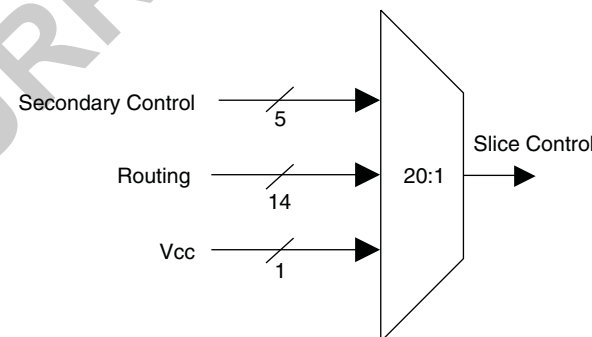 Secondary Control
5
Slice Control
Routing
14
20:1
Vcc
1